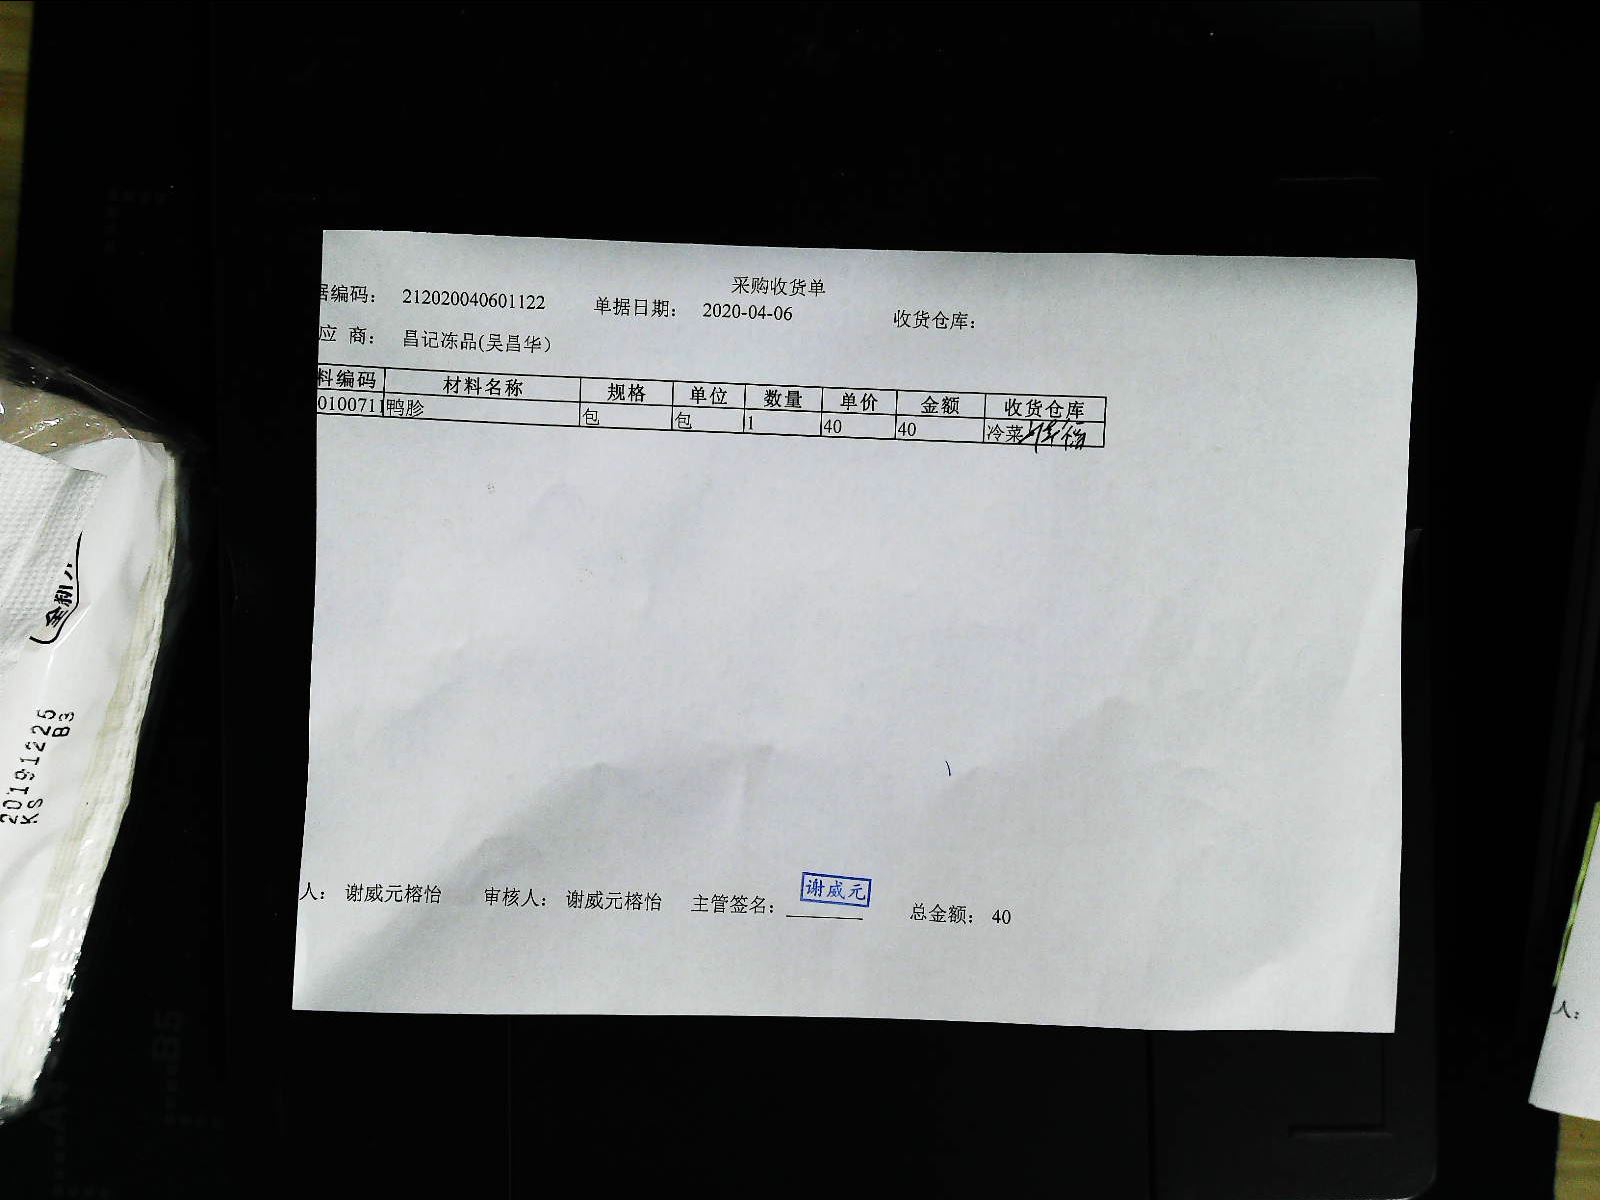 采购收货单
据编码： 212020040601122 单据日期： 2020-04-06 收货仓库：
应 商： 昌记冻品(吴昌华）
料编码 材料名称 规格 单位 数量 单价 金额 收货仓库
0100711 鸭胗 包 包 1 40 40 冷菜
人： 谢威元榕怡 审核人： 谢威元榕怡 主管签名： 谢威元 总金额： 40
全新
20191225
KS B3
人：
B5